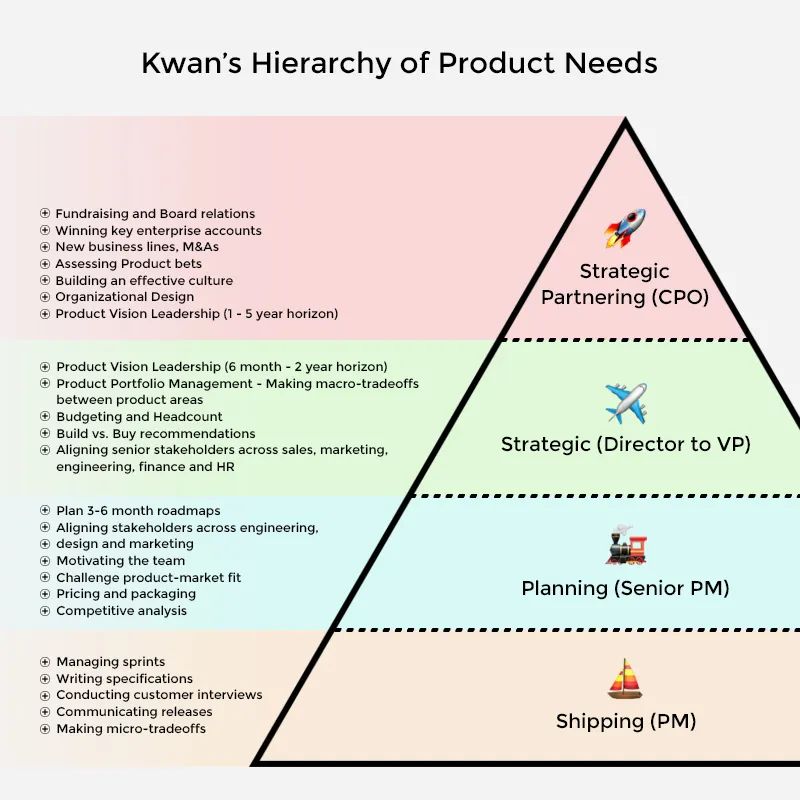 Kwan's Hierarchy of Product Needs
Fundraising and Board relations
Winning key enterprise accounts
New business lines, M&As
Assessing Product bets
Building an effective culture
Organizational Design
Product Vision Leadership (1 - 5 year horizon)
Strategic
Partnering (CPO)
Product Vision Leadership (6 month - 2 year horizon)
Product Portfolio Management - Making macro-tradeoffs
between product areas
Budgeting and Headcount
Build vs. Buy recommendations
Aligning senior stakeholders across sales, marketing,
engineering, finance and HR
Strategic (Director to VP)
Plan 3-6 month roadmaps
Aligning stakeholders across engineering,
design and marketing
Motivating the team
Challenge product-market fit
Pricing and packaging
Competitive analysis
Planning (Senior PM)
Managing sprints
Writing specifications
Conducting customer interviews
Communicating releases
Making micro-tradeoffs
Shipping (PM)